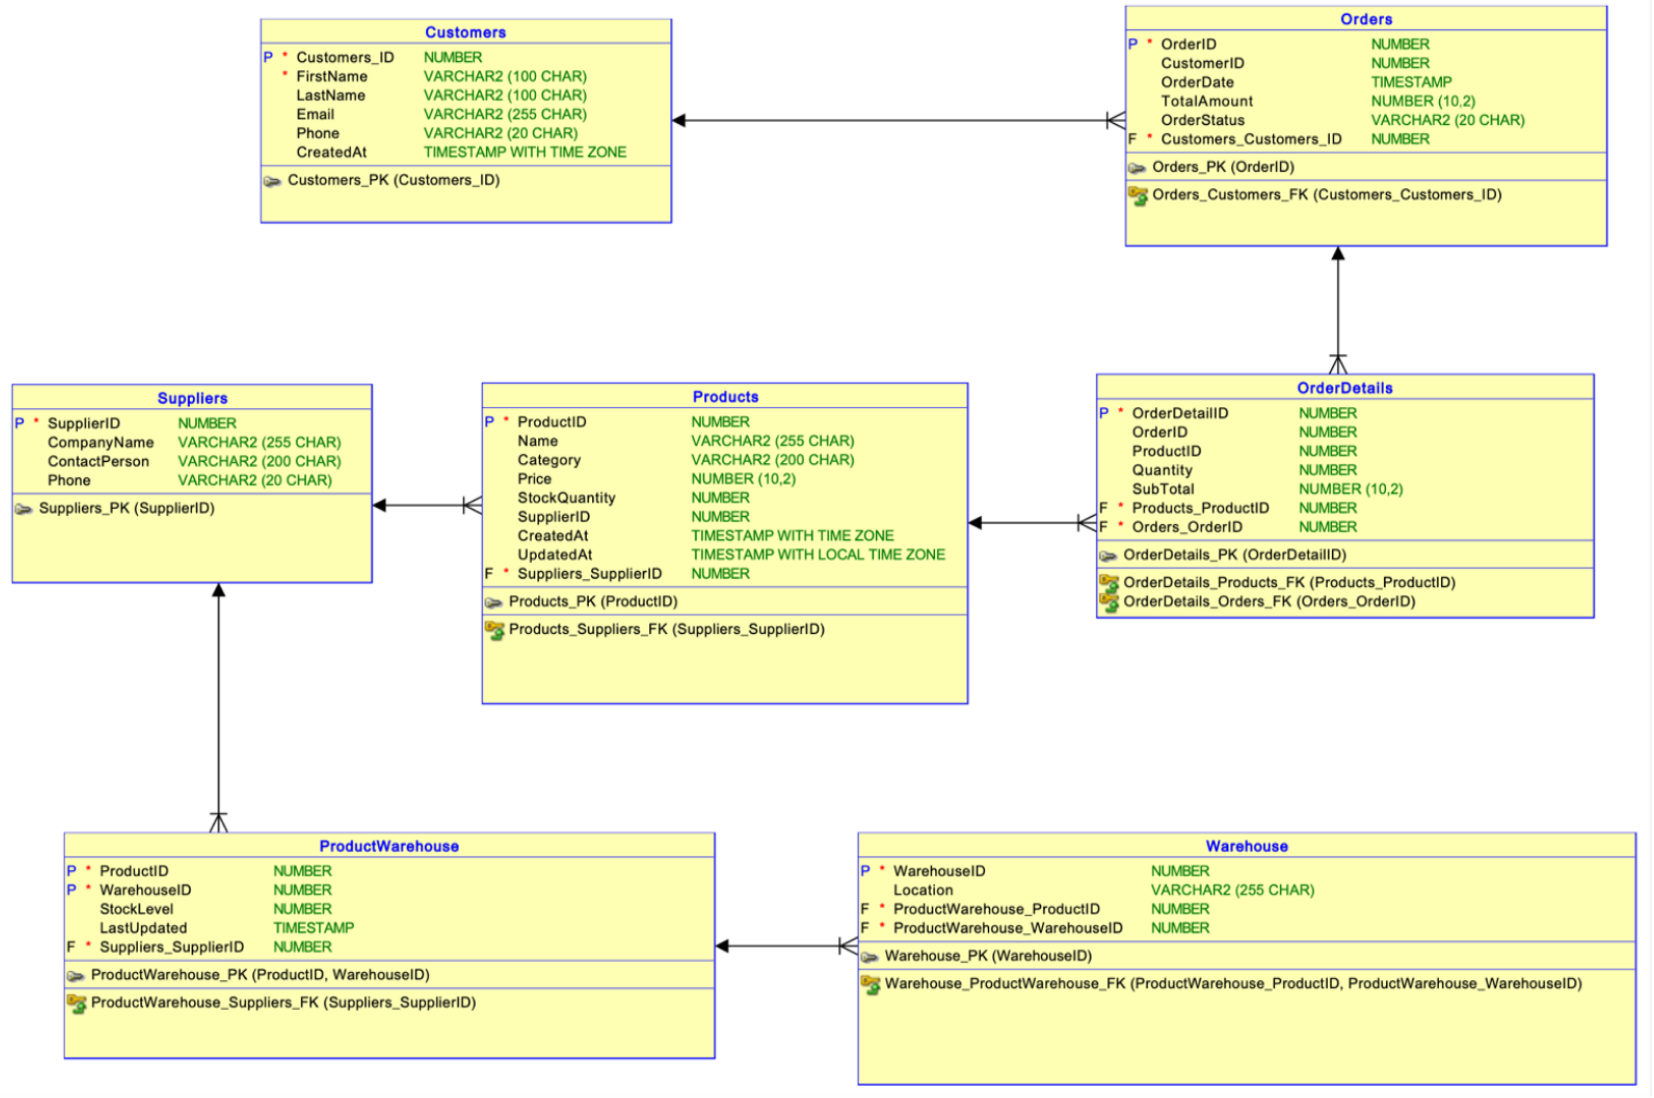 Customers
P * Customers_ID NUMBER
* FirstName VARCHAR2 (100 CHAR)
LastName VARCHAR2 (100 CHAR)
Email VARCHAR2 (255 CHAR)
Phone VARCHAR2 (20 CHAR)
CreatedAt TIMESTAMP WITH TIME ZONE
Customers_PK (Customers_ID)
Orders
P * OrderID NUMBER
CustomerID NUMBER
OrderDate TIMESTAMP
TotalAmount NUMBER (10,2)
OrderStatus VARCHAR2 (20 CHAR)
F * Customers_Customers_ID NUMBER
Orders_PK (OrderID)
Orders_Customers_FK (Customers_Customers_ID)
Suppliers
P * SupplierID NUMBER
CompanyName VARCHAR2 (255 CHAR)
ContactPerson VARCHAR2 (200 CHAR)
Phone VARCHAR2 (20 CHAR)
Suppliers_PK (SupplierID)
Products
P * ProductID NUMBER
Name VARCHAR2 (255 CHAR)
Category VARCHAR2 (200 CHAR)
Price NUMBER (10,2)
StockQuantity NUMBER
SupplierID NUMBER
CreatedAt TIMESTAMP WITH TIME ZONE
UpdatedAt TIMESTAMP WITH LOCAL TIME ZONE
F * Suppliers_SupplierID NUMBER
Products_PK (ProductID)
Products_Suppliers_FK (Suppliers_SupplierID)
OrderDetails
P * OrderDetailID NUMBER
OrderID NUMBER
ProductID NUMBER
Quantity NUMBER
SubTotal NUMBER (10,2)
F * Products_ProductID NUMBER
F * Orders_OrderID NUMBER
OrderDetails_PK (OrderDetailID)
OrderDetails_Products_FK (Products_ProductID)
OrderDetails_Orders_FK (Orders_OrderID)
ProductWarehouse
P * ProductID NUMBER
P * WarehouseID NUMBER
StockLevel NUMBER
LastUpdated TIMESTAMP
F * Suppliers_SupplierID NUMBER
ProductWarehouse_PK (ProductID, WarehouseID)
ProductWarehouse_Suppliers_FK (Suppliers_SupplierID)
Warehouse
P * WarehouseID NUMBER
Location VARCHAR2 (255 CHAR)
F * ProductWarehouse_ProductID NUMBER
F * ProductWarehouse_WarehouseID NUMBER
Warehouse_PK (WarehouseID)
Warehouse_ProductWarehouse_FK (ProductWarehouse_ProductID, ProductWarehouse_WarehouseID)